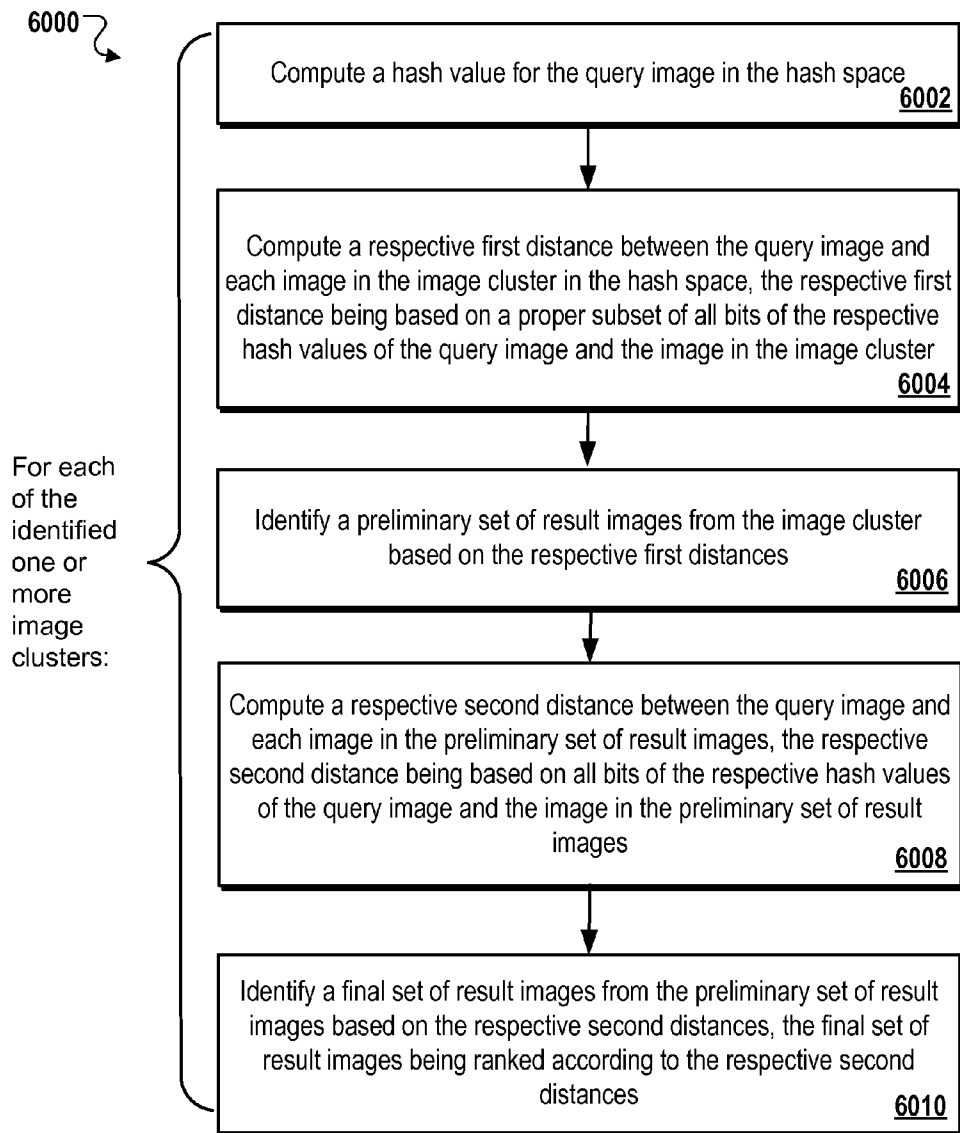 6000
Compute a hash value for the query image in the hash space
6002
Compute a respective first distance between the query image and
each image in the image cluster in the hash space, the respective first
distance being based on a proper subset of all bits of the respective
hash values of the query image and the image in the image cluster
6004
For each
of the
identified
one or
more
image
clusters:
Identify a preliminary set of result images from the image cluster
based on the respective first distances
6006
Compute a respective second distance between the query image and
each image in the preliminary set of result images, the respective
second distance being based on all bits of the respective hash values
of the query image and the image in the preliminary set of result
images
6008
Identify a final set of result images from the preliminary set of result
images based on the respective second distances, the final set of
result images being ranked according to the respective second
distances
6010